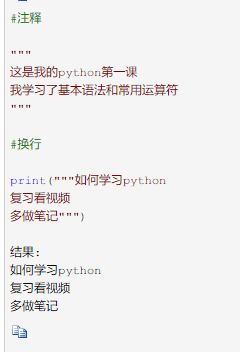 #注释
"""
这是我的python第一课
我学习了基本语法和常用运算符
"""
#换行
print("""如何学习python
复习看视频
多做笔记""")
结果:
如何学习python
复习看视频
多做笔记